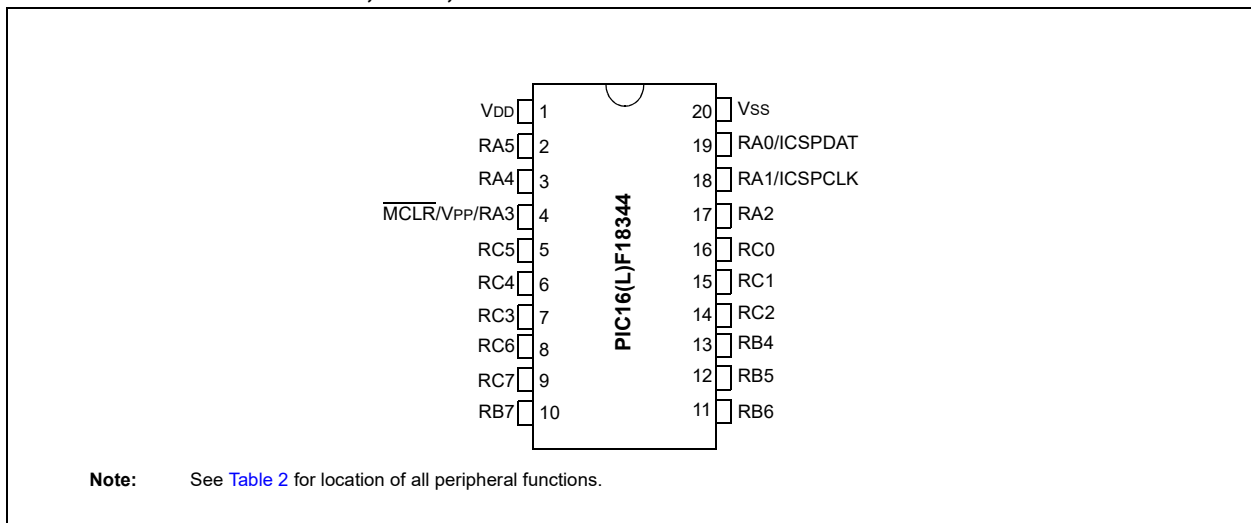 VDD 1 20 VSS
RA5 2 19 RA0/ICSPDAT
RA4 3 18 RA1/ICSPCLK
MCLR/VPP/RA3 4 17 RA2
RC5 5 16 RC0
RC4 6 15 RC1
RC3 7 14 RC2
RC6 8 13 RB4
RC7 9 12 RB5
RB7 10 11 RB6
PIC16(L)F18344
Note: See Table 2 for location of all peripheral functions.